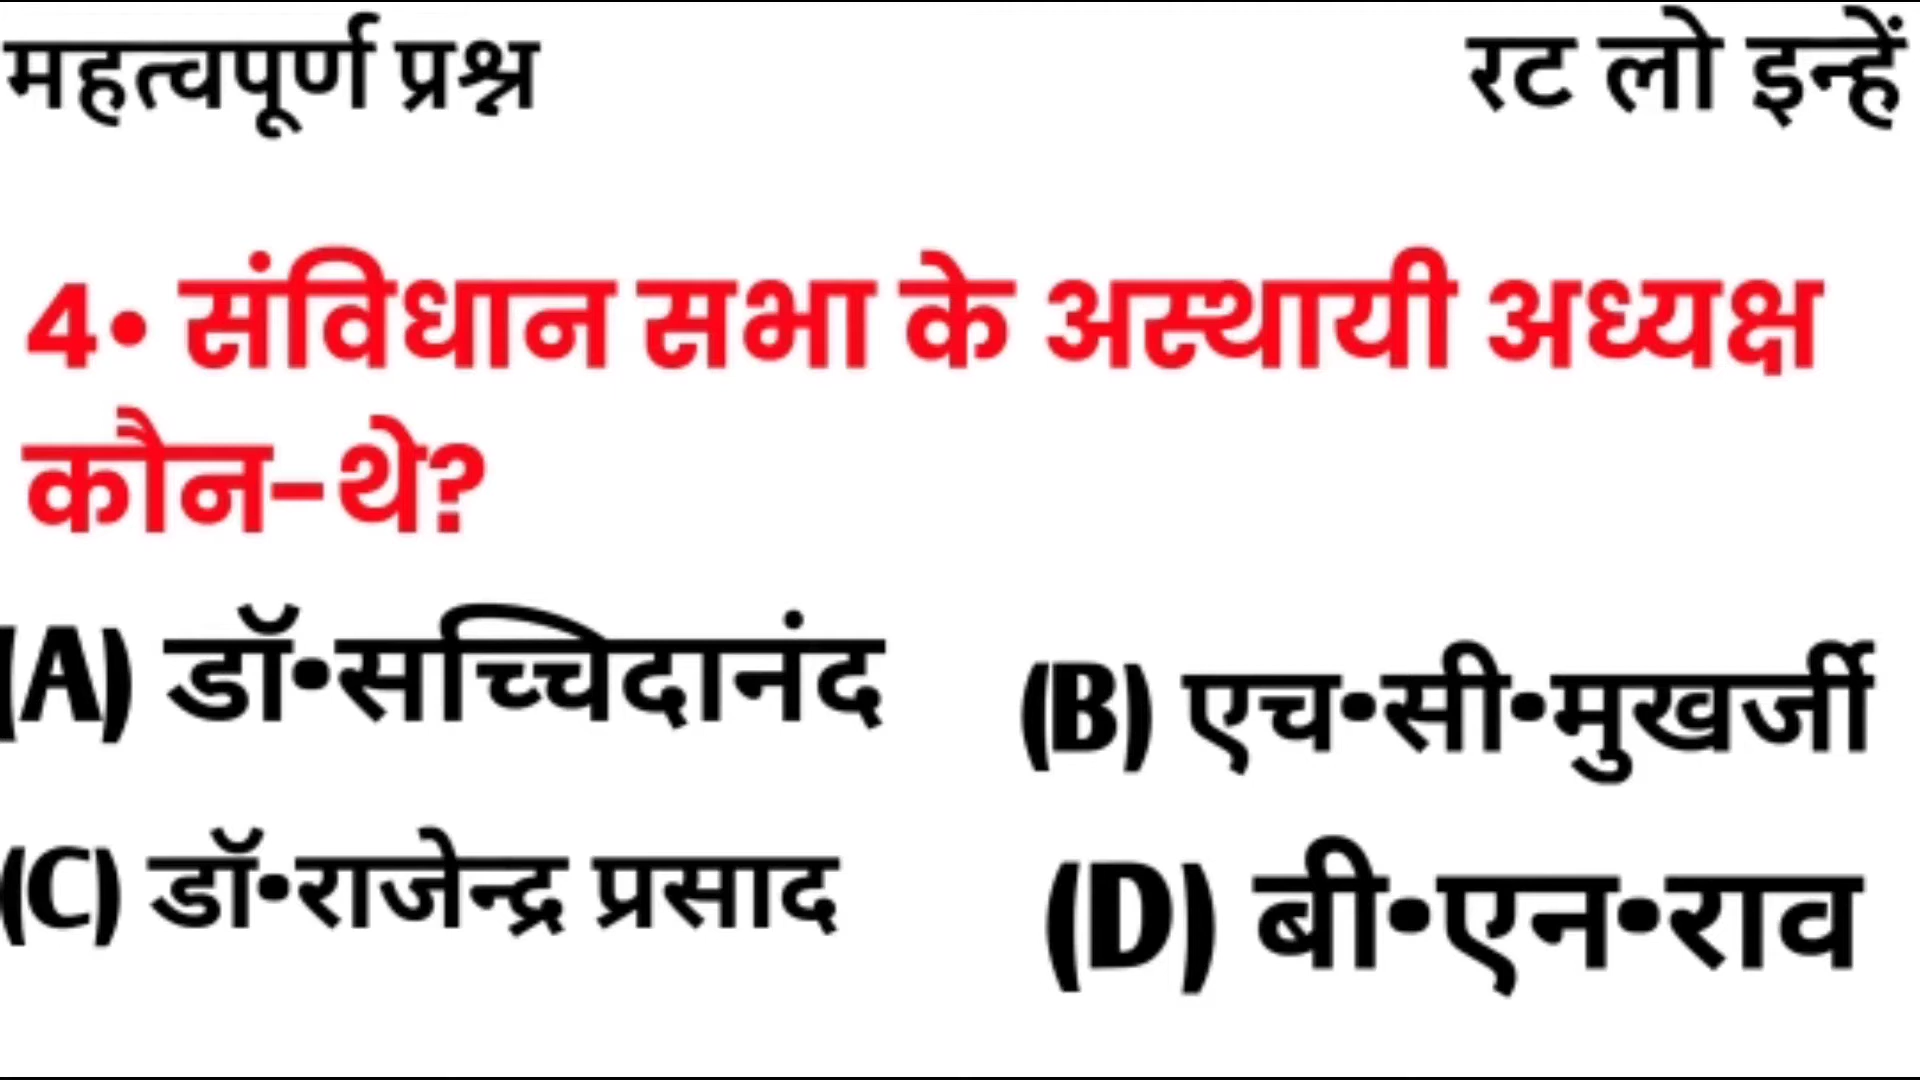 महत्वपूर्ण प्रश्न रट लो इन्हें
4• संविधान सभा के अस्थायी अध्यक्ष
कौन-थे?
(A) डॉ•सच्चिदानंद (B) एच•सी•मुखर्जी
(C) डॉ•राजेन्द्र प्रसाद (D) बी•एन•राव